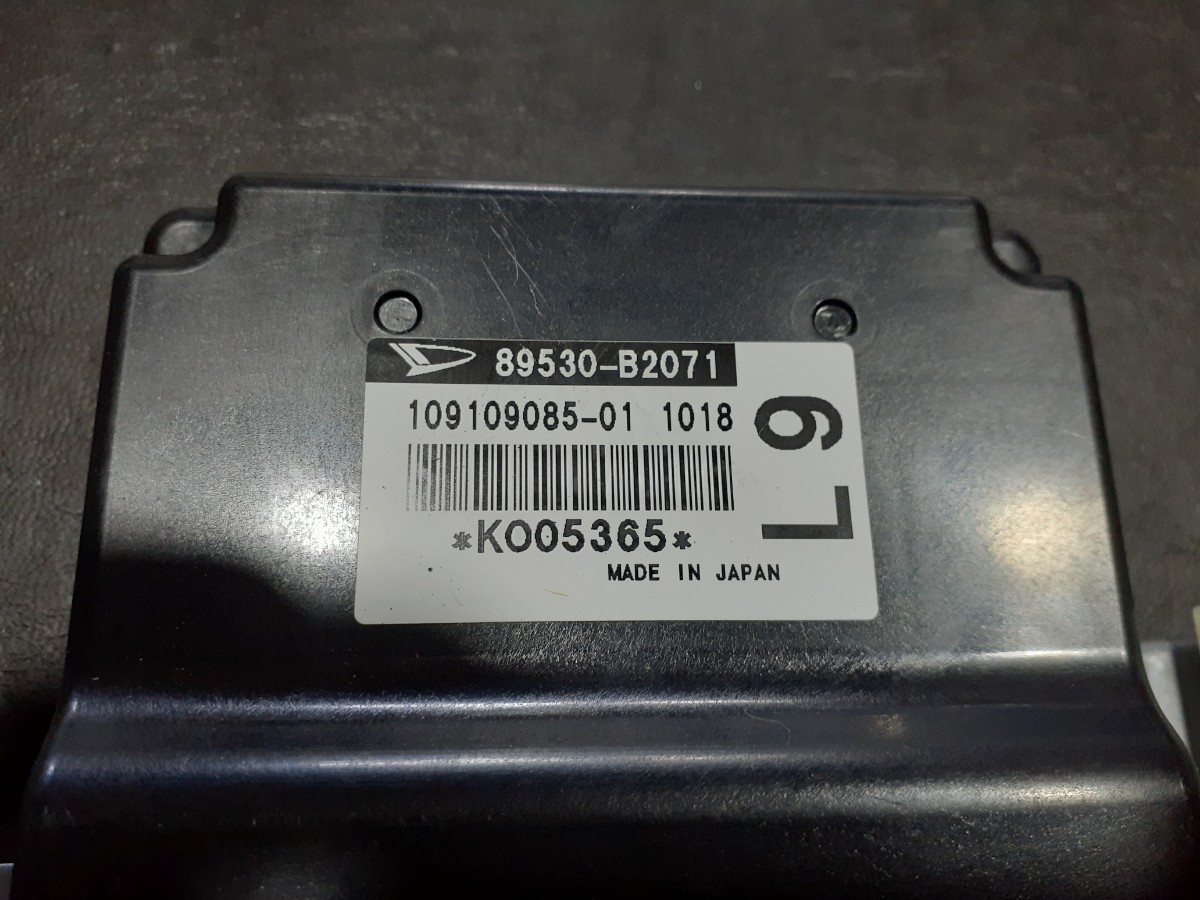 89530-B2071
109109085-01 1018
*K005365*
MADE IN JAPAN
L9